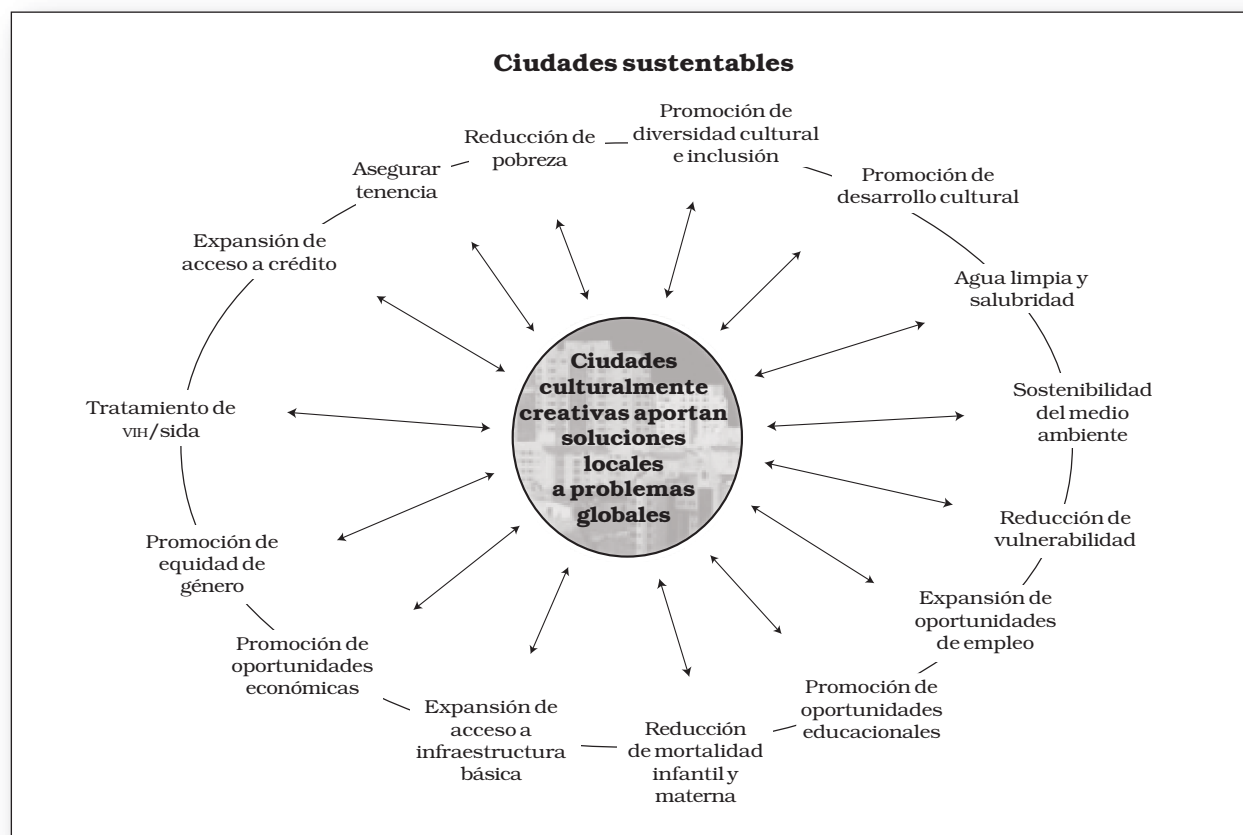 Ciudades sustentables
Promoción de
diversidad cultural
e inclusión
Promoción de
desarrollo cultural
Agua limpia y
salubridad
Sostenibilidad
del medio
ambiente
Reducción de
vulnerabilidad
Expansión de
oportunidades
de empleo
Promoción de
oportunidades
educacionales
Reducción
de mortalidad
infantil y
materna
Expansión de
acceso a
infraestructura
básica
Promoción de
oportunidades
económicas
Promoción de
equidad de
género
Tratamiento de
VIH/sida
Expansión de
acceso a crédito
Asegurar
tenencia
Reducción de
pobreza
Ciudades
culturalmente
creativas aportan
soluciones
locales
a problemas
globales